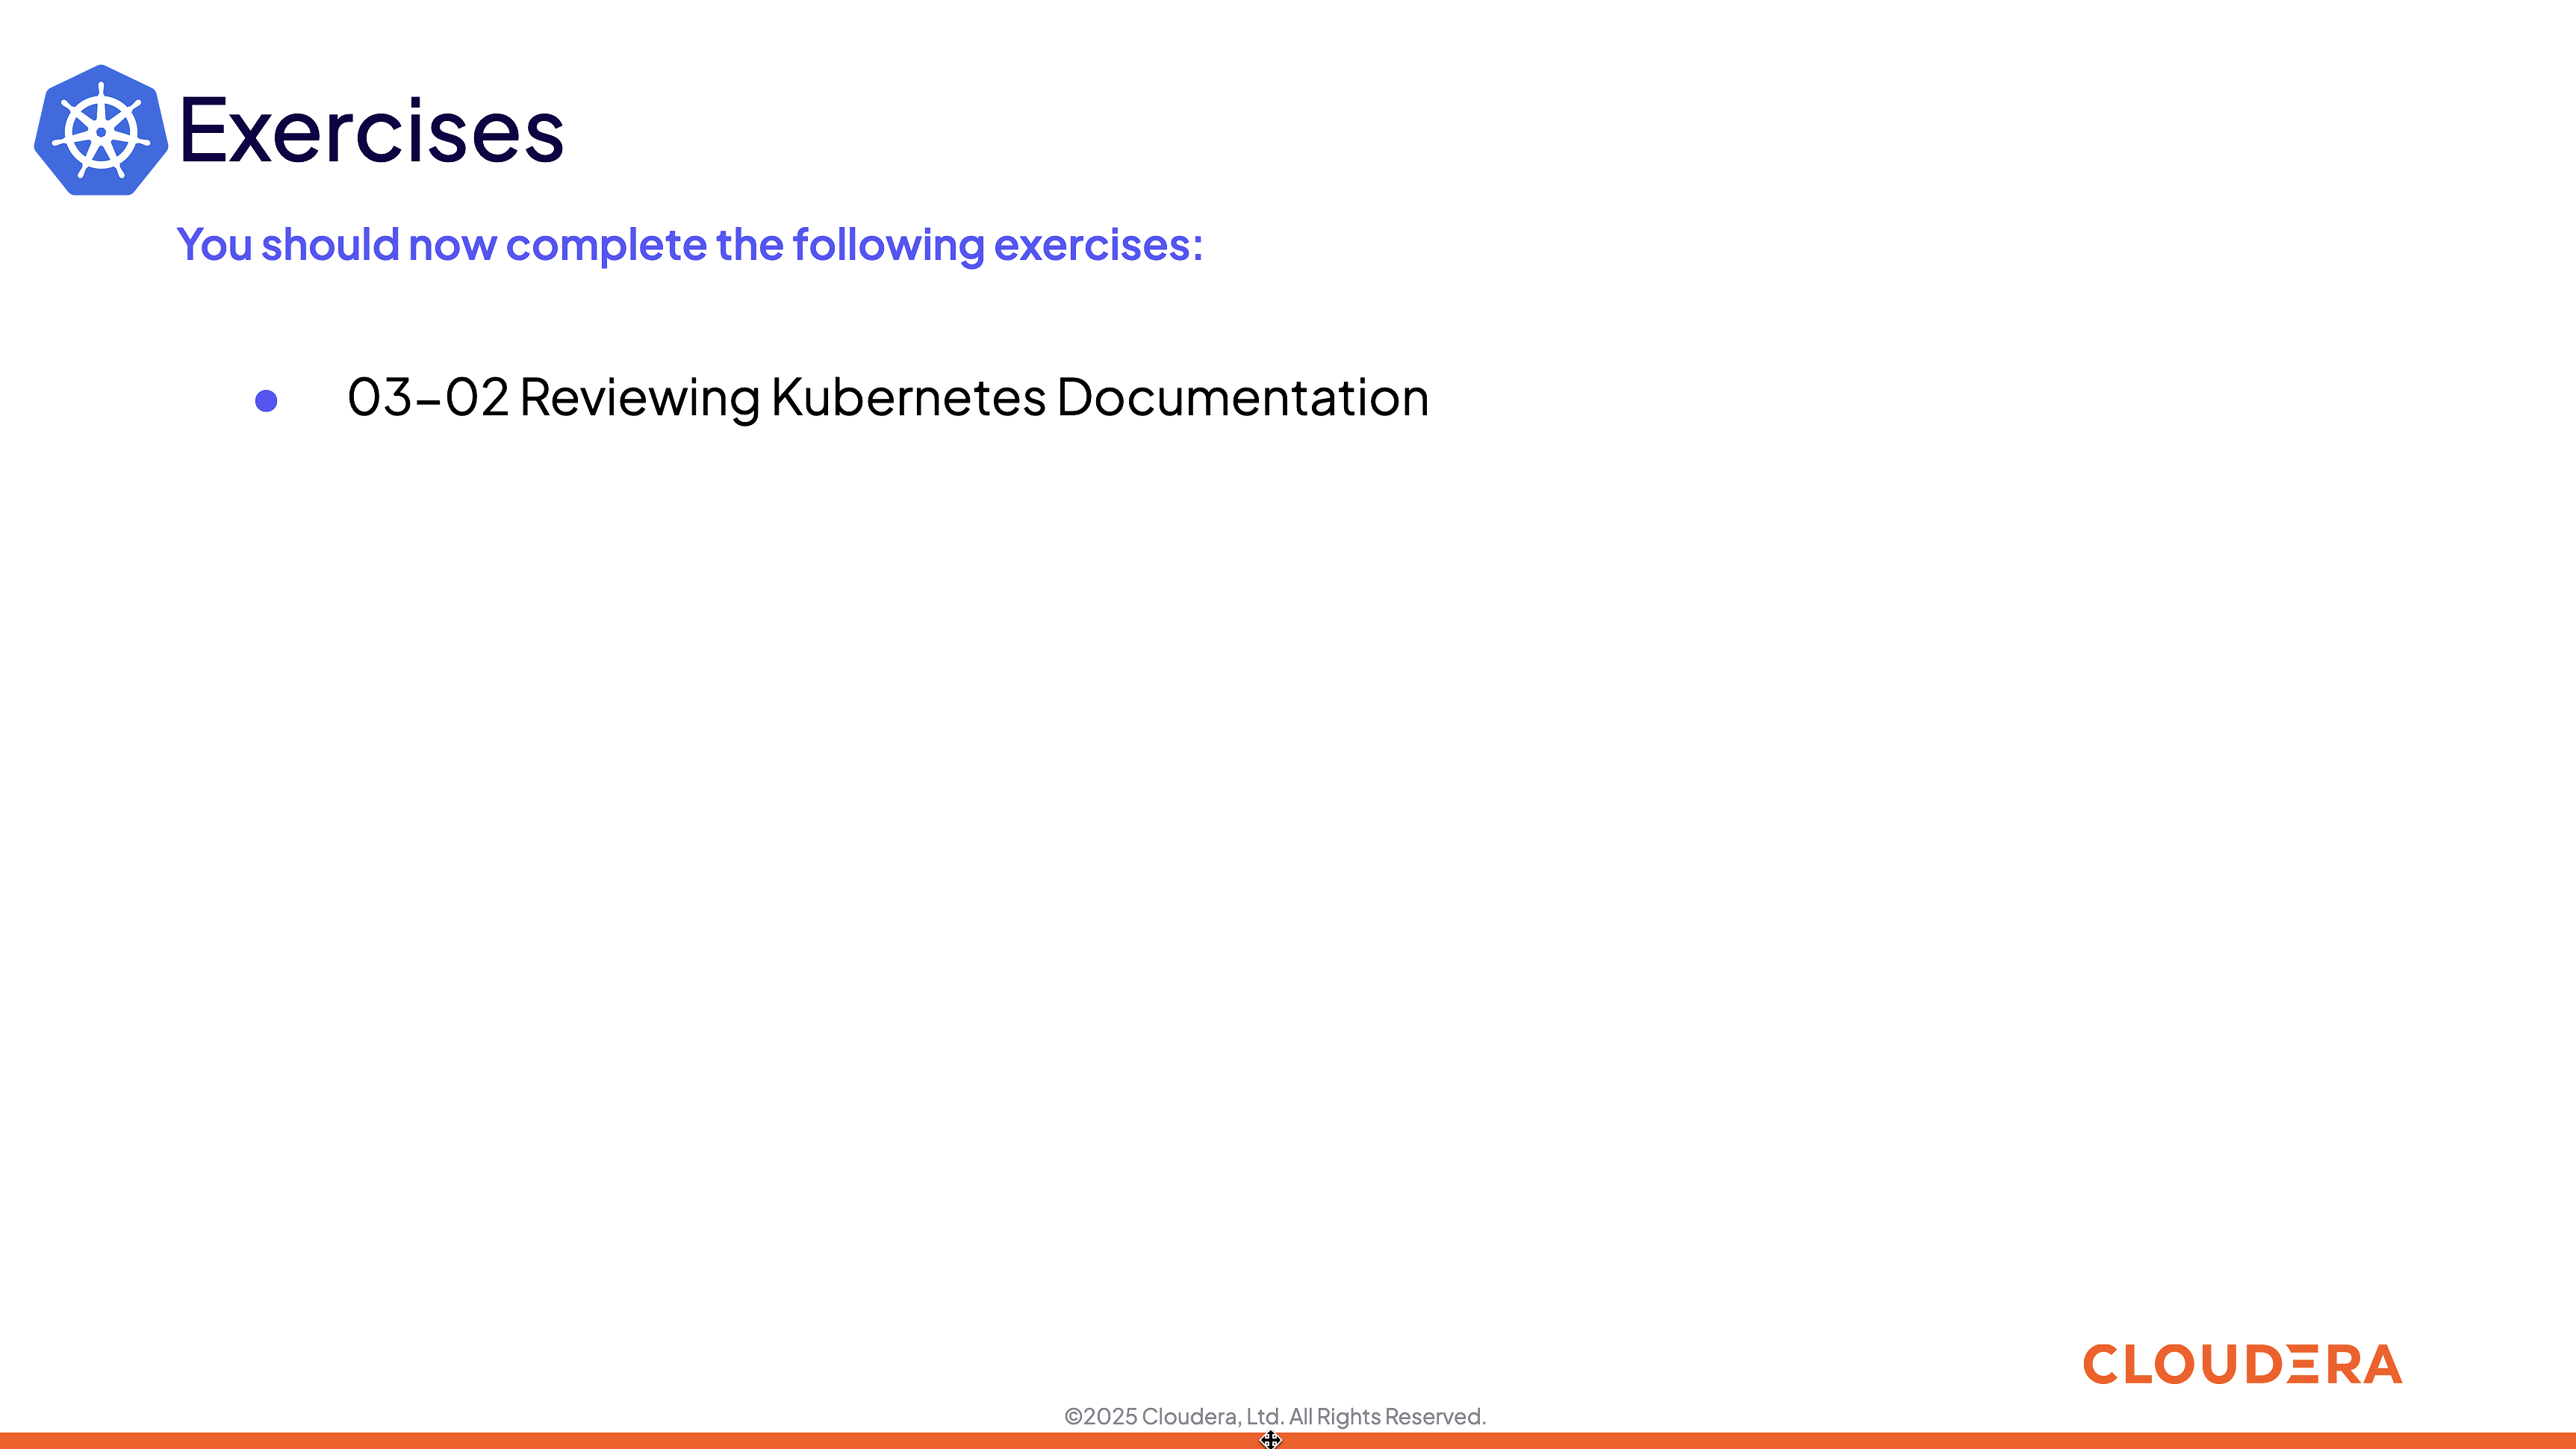 Exercises
You should now complete the following exercises:
● 03-02 Reviewing Kubernetes Documentation
CLOUDERA
©2025 Cloudera, Ltd. All Rights Reserved.